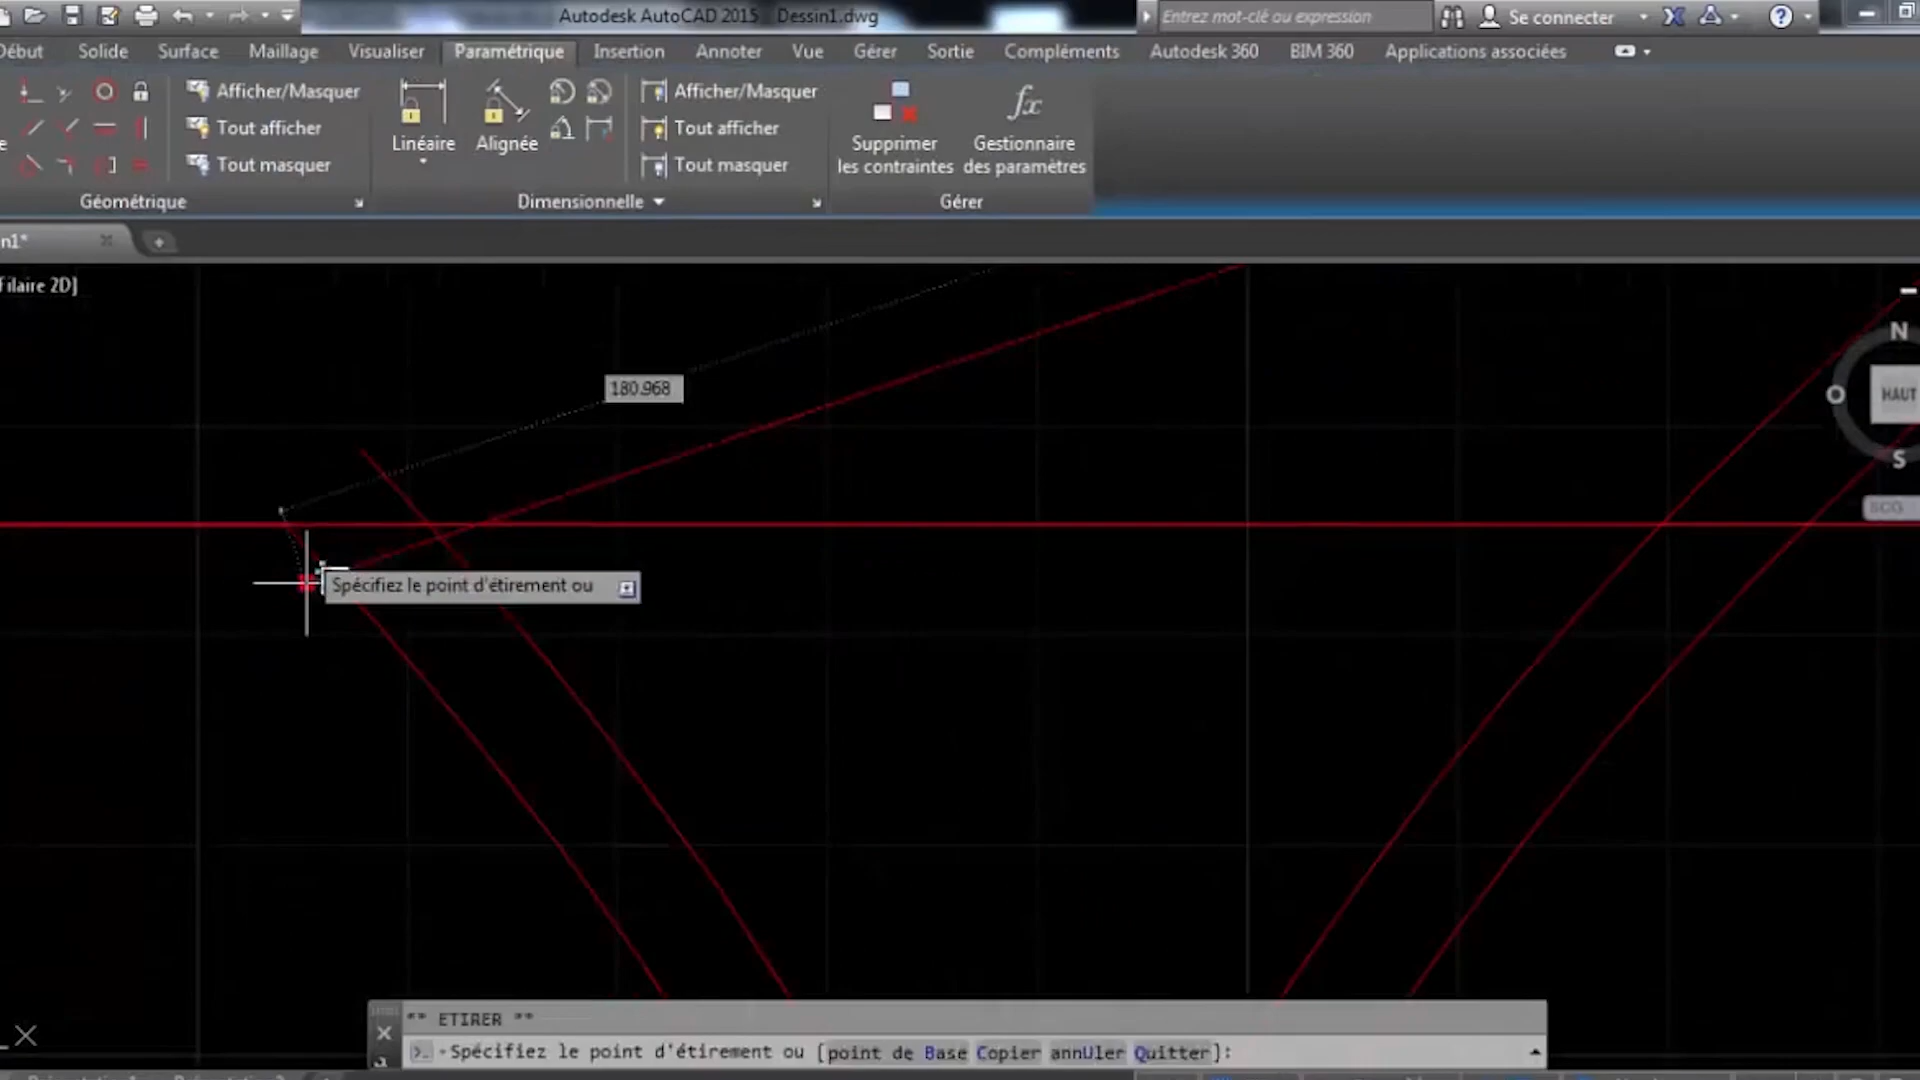 Autodesk AutoCAD 2015 Dessin1.dwg
Entrez mot-clé ou expression
Se connecter
Début Solide Surface Maillage Visualiser Paramétrique Insertion Annoter Vue Gérer Sortie Compléments Autodesk 360 BIM 360 Applications associées
Afficher/Masquer
Tout afficher
Tout masquer
Géométrique
Linéaire
Alignée
Dimensionnelle
Afficher/Masquer
Tout afficher
Tout masquer
Supprimer
les contraintes
Gestionnaire
des paramètres
Gérer
n1*
filaire 2D]
N
O
HAUT
S
SCG
180.968
Spécifiez le point d'étirement ou
** ETIRER **
Spécifiez le point d'étirement ou [point de Base Copier annUler Quitter]: